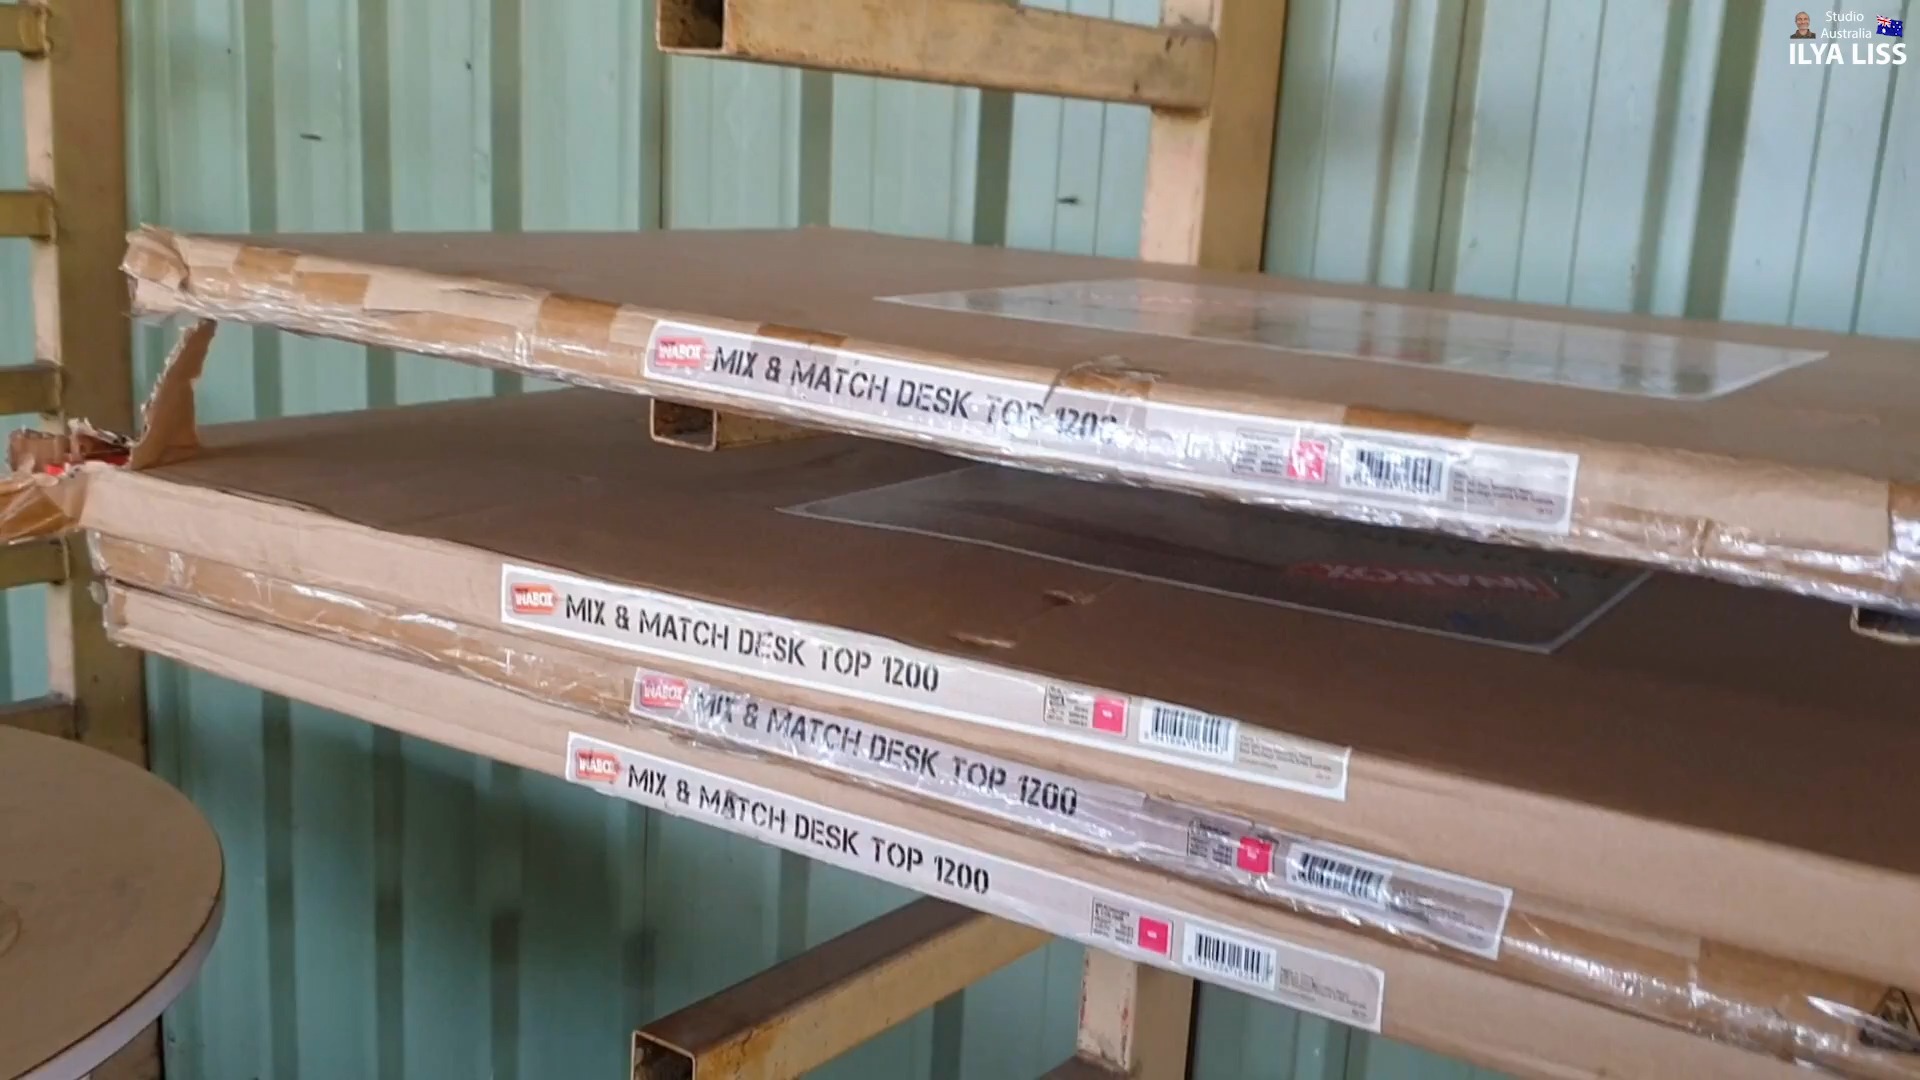 Studio
Australia
ILYA LISS
INABOX MIX & MATCH DESK TOP 1200
INABOX
INABOX MIX & MATCH DESK TOP 1200
INABOX MIX & MATCH DESK TOP 1200
INABOX MIX & MATCH DESK TOP 1200